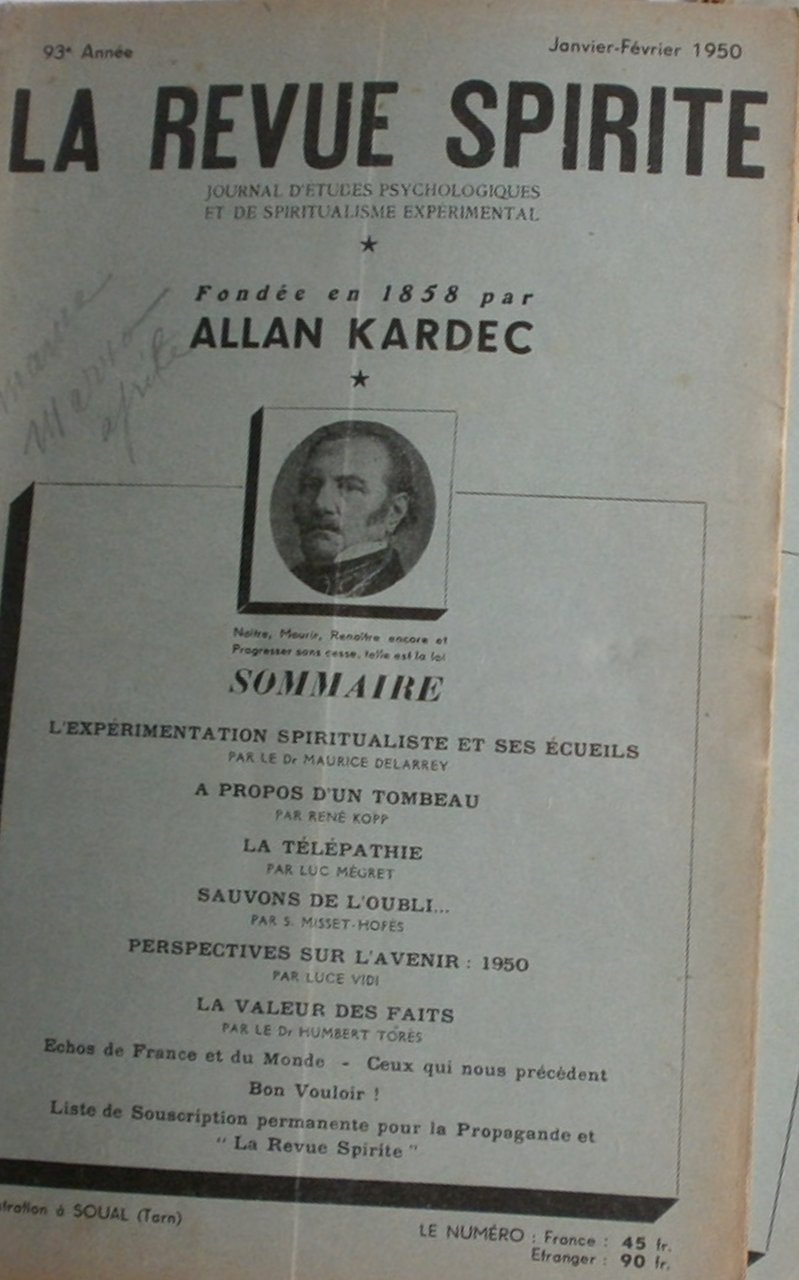 93e Année
Janvier-Février 1950
LA REVUE SPIRITE
JOURNAL D'ÉTUDES PSYCHOLOGIQUES
ET DE SPIRITUALISME EXPÉRIMENTAL
Fondée en 1858 par
ALLAN KARDEC
Naître, Mourir, Renaître encore et
Progresser sans cesse, telle est la loi
SOMMAIRE
L'EXPÉRIMENTATION SPIRITUALISTE ET SES ÉCUEILS
PAR LE Dr MAURICE DELARREY
A PROPOS D'UN TOMBEAU
PAR RENÉ KOPP
LA TÉLÉPATHIE
PAR LUC MÉGRET
SAUVONS DE L'OUBLI...
PAR S. MISSET-HOPÈS
PERSPECTIVES SUR L'AVENIR : 1950
PAR LUCE VIDI
LA VALEUR DES FAITS
PAR LE Dr HUMBERT TORÈS
Echos de France et du Monde - Ceux qui nous précédent
Bon Vouloir !
Liste de Souscription permanente pour la Propagande et
" La Revue Spirite "
à SOUAL (Tarn)
LE NUMÉRO : France : 45 fr.
Etranger : 90 fr.